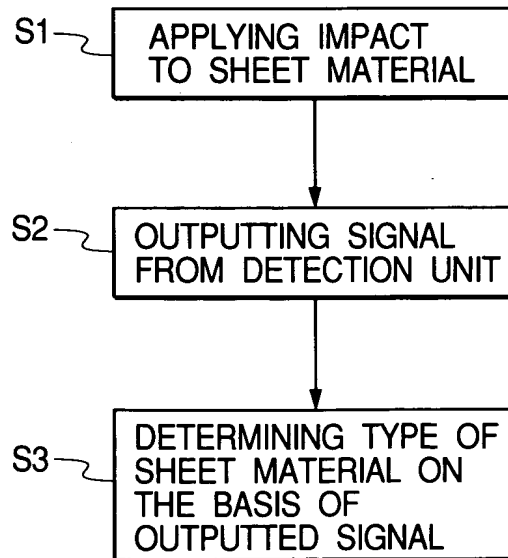 S1
APPLYING IMPACT
TO SHEET MATERIAL
S2
OUTPUTTING SIGNAL
FROM DETECTION UNIT
S3
DETERMINING TYPE OF
SHEET MATERIAL ON
THE BASIS OF
OUTPUTTED SIGNAL